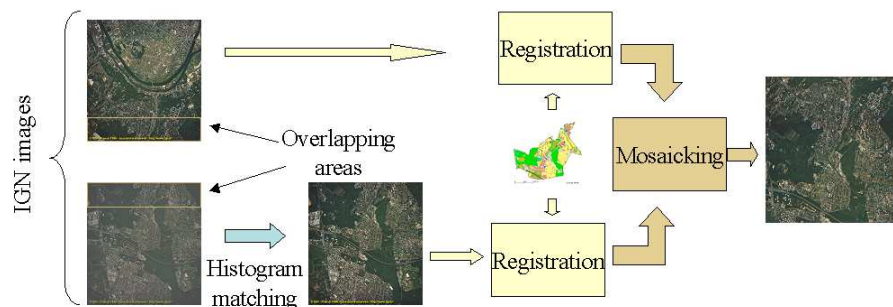 IGN images
Overlapping
areas
Histogram
matching
Registration
Registration
Mosaicking